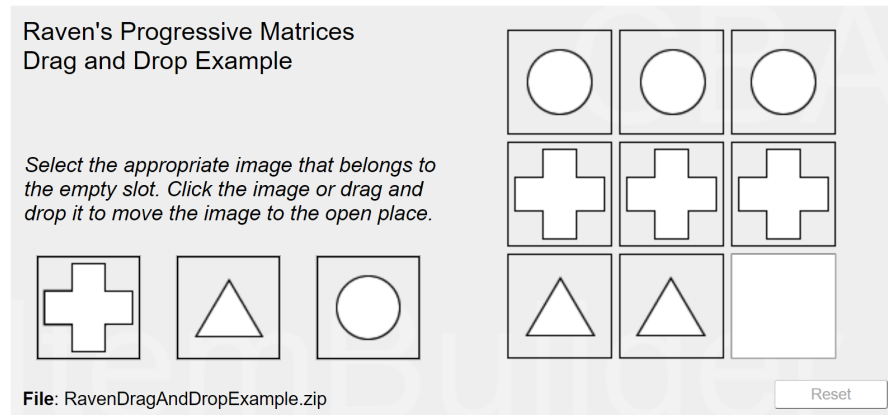 Raven's Progressive Matrices
Drag and Drop Example
Select the appropriate image that belongs to
the empty slot. Click the image or drag and
drop it to move the image to the open place.
File: RavenDragAndDropExample.zip
Reset